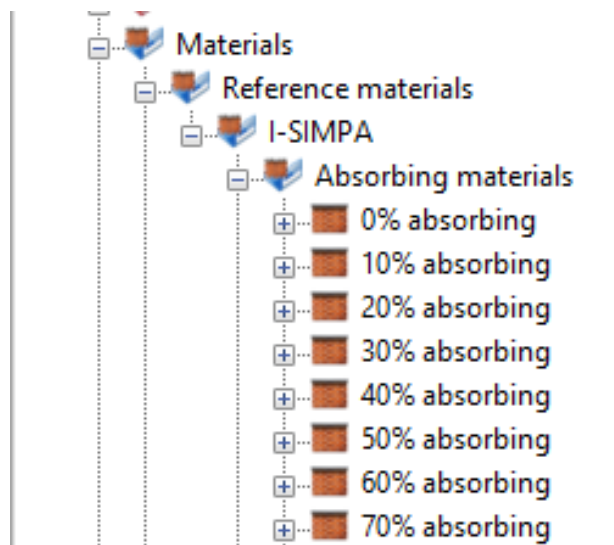 Materials
Reference materials
I-SIMPA
Absorbing materials
0% absorbing
10% absorbing
20% absorbing
30% absorbing
40% absorbing
50% absorbing
60% absorbing
70% absorbing